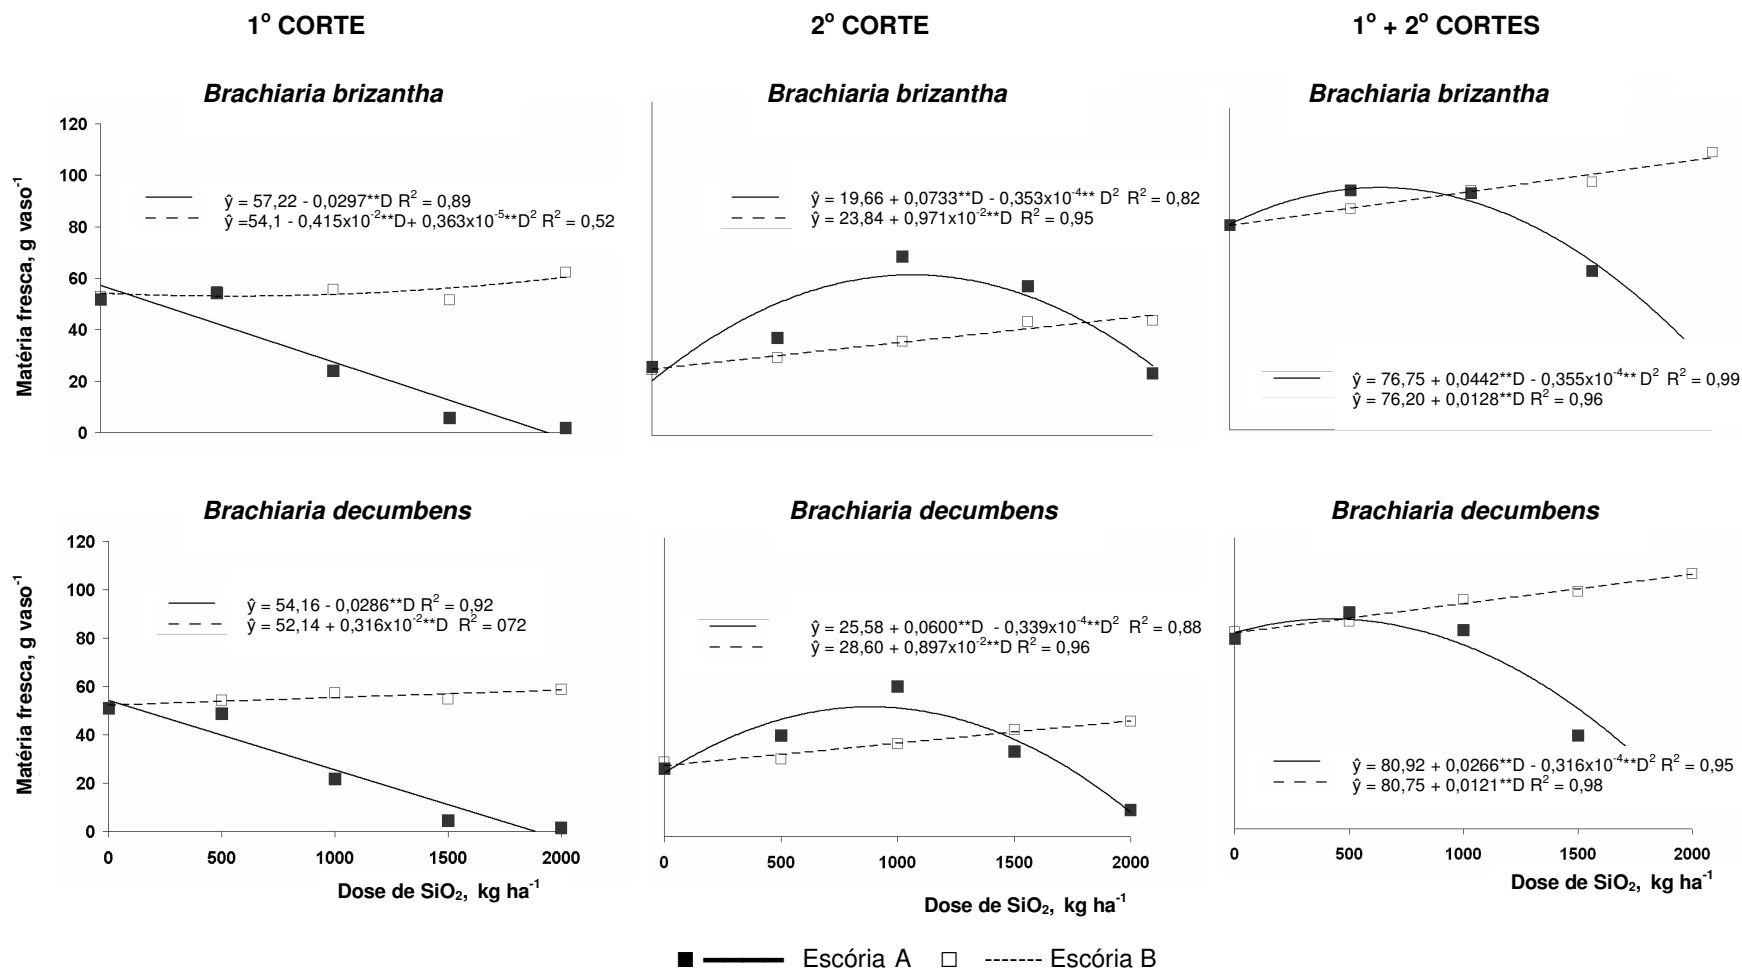 1º CORTE
2º CORTE
1º + 2º CORTES
Brachiaria brizantha
Brachiaria brizantha
Brachiaria brizantha
Matéria fresca, g vaso⁻¹
120
100
80
60
40
20
0
ŷ = 57,22 - 0,0297**D R² = 0,89
ŷ =54,1 - 0,415x10⁻²**D+ 0,363x10⁻⁵**D² R² = 0,52
ŷ = 19,66 + 0,0733**D - 0,353x10⁻⁴** D² R² = 0,82
ŷ = 23,84 + 0,971x10⁻²**D R² = 0,95
ŷ = 76,75 + 0,0442**D - 0,355x10⁻⁴** D² R² = 0,99
ŷ = 76,20 + 0,0128**D R² = 0,96
Brachiaria decumbens
Brachiaria decumbens
Brachiaria decumbens
Matéria fresca, g vaso⁻¹
120
100
80
60
40
20
0
ŷ = 54,16 - 0,0286**D R² = 0,92
ŷ = 52,14 + 0,316x10⁻²**D R² = 072
ŷ = 25,58 + 0,0600**D - 0,339x10⁻⁴**D² R² = 0,88
ŷ = 28,60 + 0,897x10⁻²**D R² = 0,96
ŷ = 80,92 + 0,0266**D - 0,316x10⁻⁴**D² R² = 0,95
ŷ = 80,75 + 0,0121**D R² = 0,98
0 500 1000 1500 2000
0 500 1000 1500 2000
0 500 1000 1500 2000
Dose de SiO₂, kg ha⁻¹
Dose de SiO₂, kg ha⁻¹
Dose de SiO₂, kg ha⁻¹
Escória A
Escória B